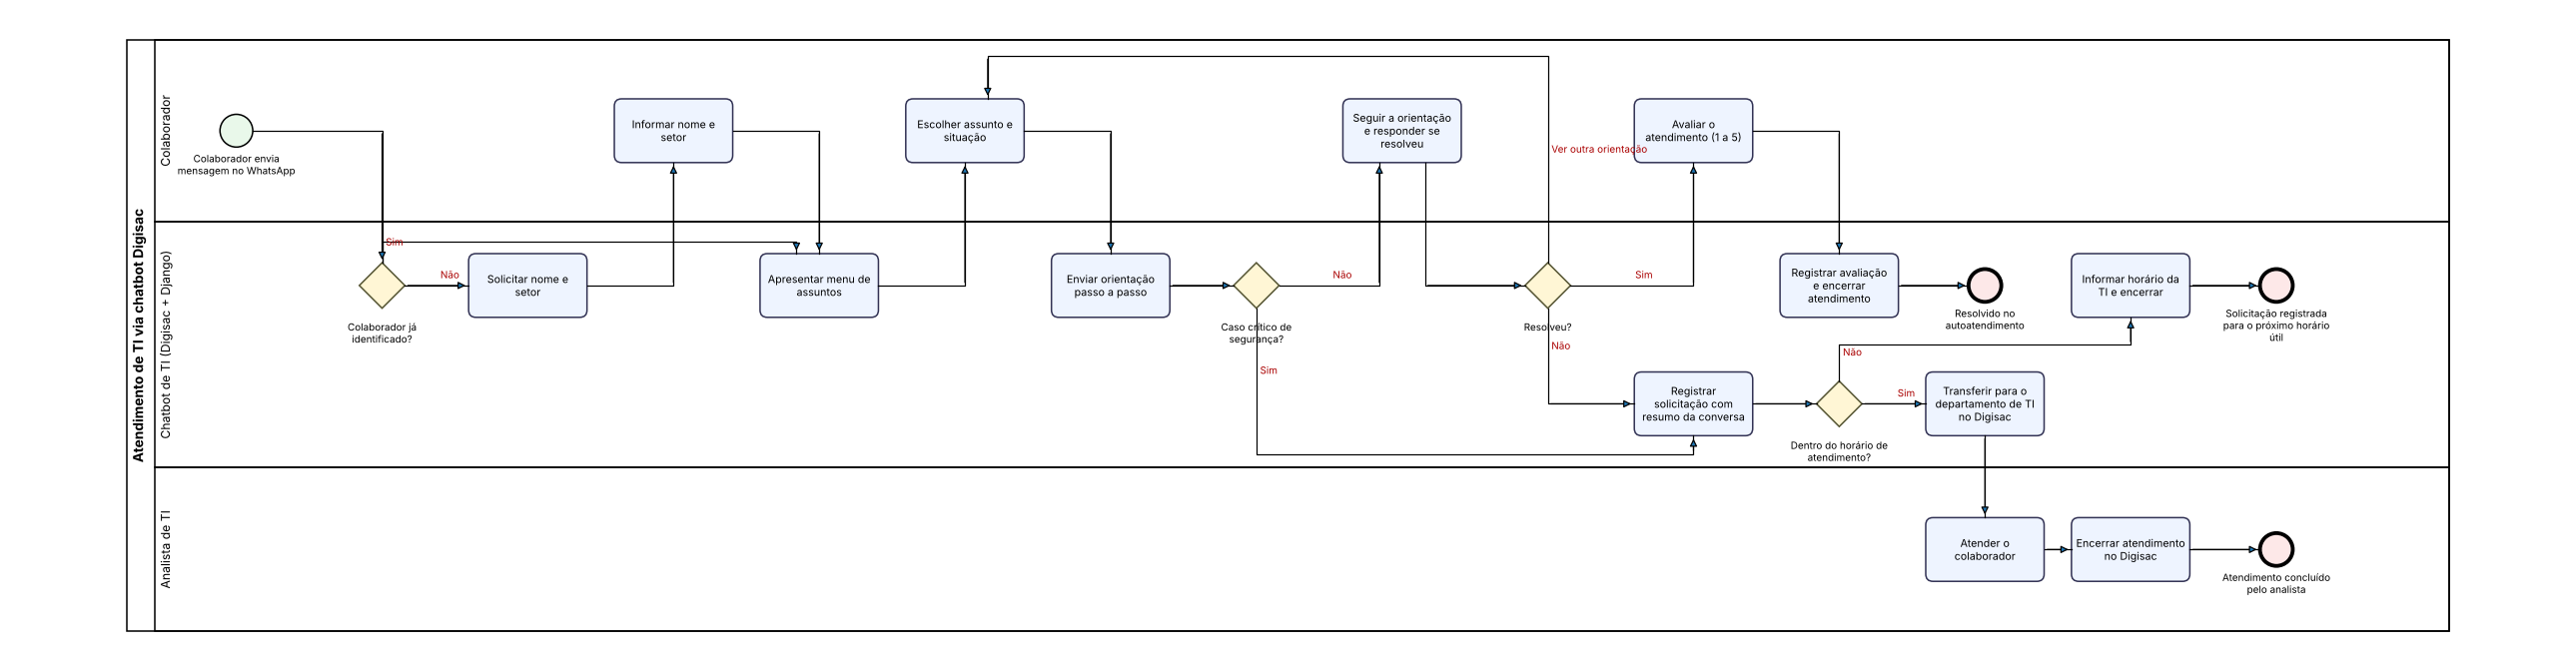 Atendimento de TI via chatbot Digisac
Colaborador
Colaborador envia
mensagem no WhatsApp
Informar nome e
setor
Escolher assunto e
situação
Seguir a orientação
e responder se
resolveu
Ver outra orientação
Avaliar o
atendimento (1 a 5)
Chatbot de TI (Digisac + Django)
Sim
Colaborador já
identificado?
Não
Solicitar nome e
setor
Apresentar menu de
assuntos
Enviar orientação
passo a passo
Caso crítico de
segurança?
Não
Sim
Resolveu?
Sim
Não
Registrar avaliação
e encerrar
atendimento
Resolvido no
autoatendimento
Informar horário da
TI e encerrar
Solicitação registrada
para o próximo horário
útil
Registrar
solicitação com
resumo da conversa
Dentro do horário de
atendimento?
Não
Sim
Transferir para o
departamento de TI
no Digisac
Analista de TI
Atender o
colaborador
Encerrar atendimento
no Digisac
Atendimento concluído
pelo analista